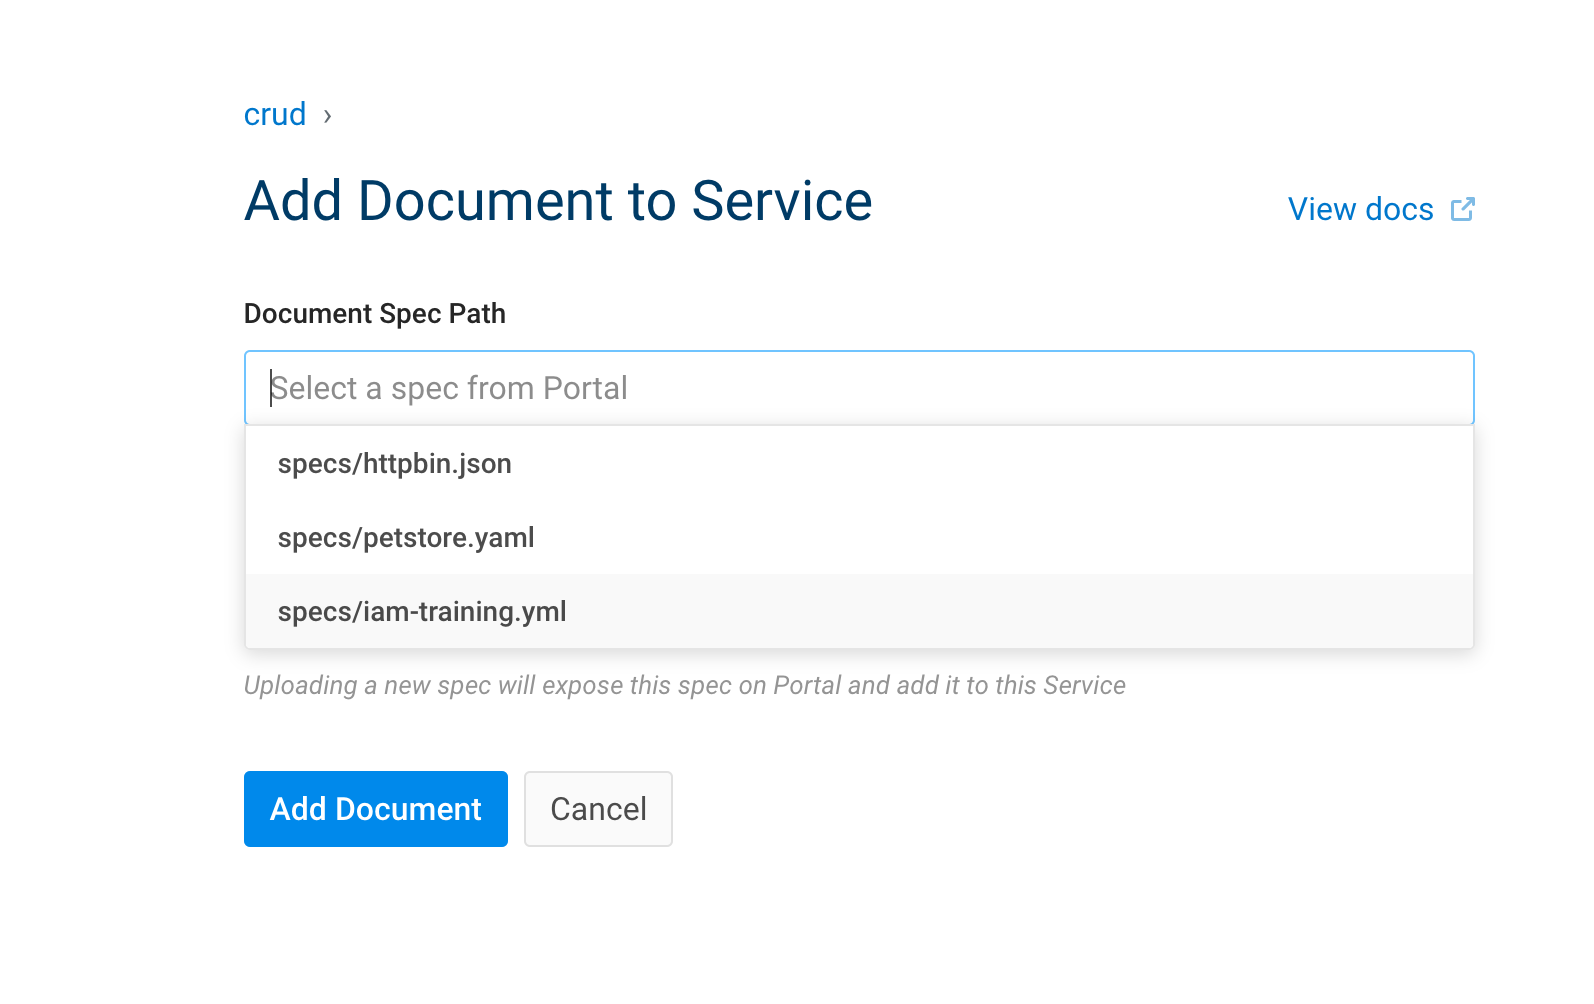 crud ›
Add Document to Service
View docs
Document Spec Path
Select a spec from Portal
specs/httpbin.json
specs/petstore.yaml
specs/iam-training.yml
Uploading a new spec will expose this spec on Portal and add it to this Service
Add Document
Cancel